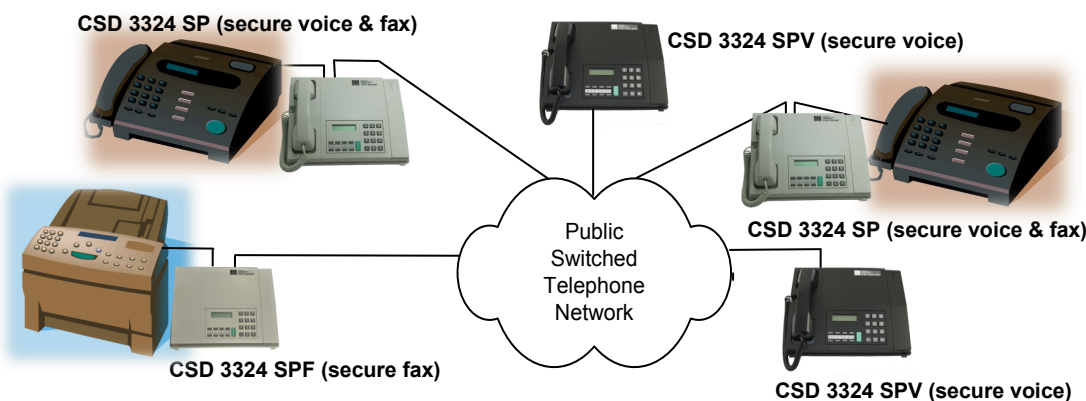 CSD 3324 SP (secure voice & fax)
CSD 3324 SPV (secure voice)
Public
Switched
Telephone
Network
CSD 3324 SP (secure voice & fax)
CSD 3324 SPF (secure fax)
CSD 3324 SPV (secure voice)